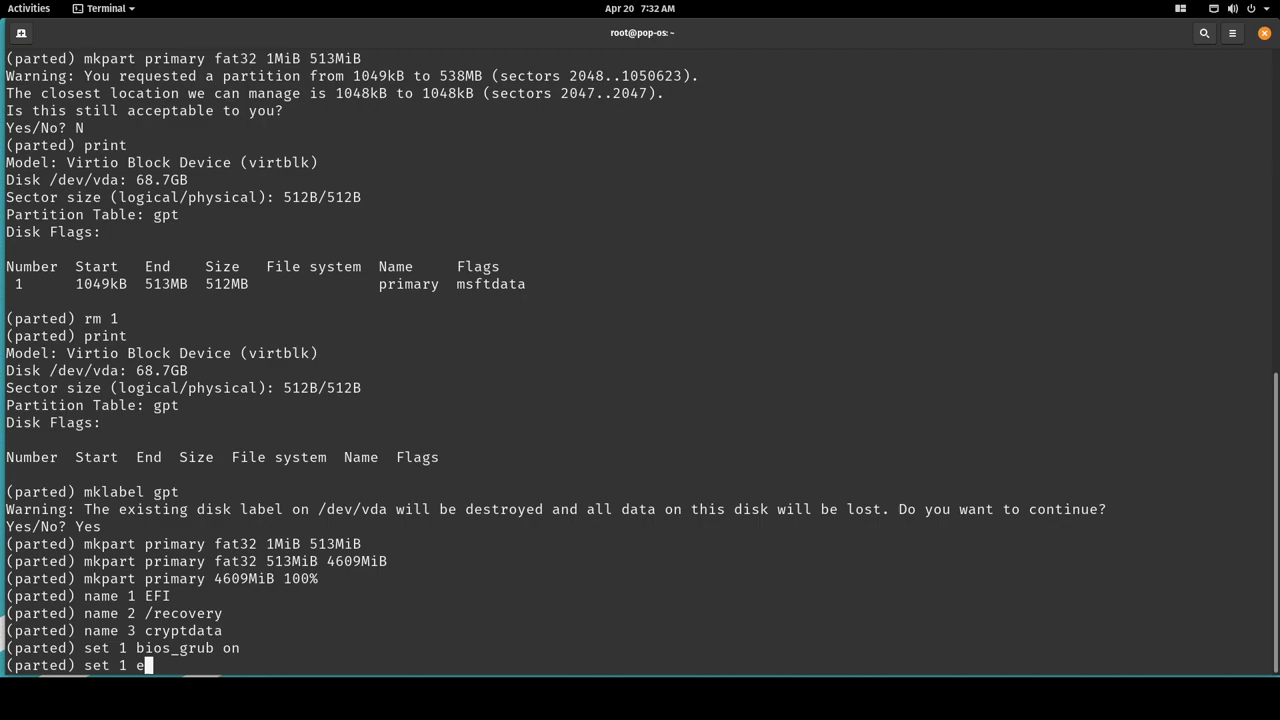 Activities
Terminal
Apr 20 7:32 AM
root@pop-os: ~
(parted) mkpart primary fat32 1MiB 513MiB
Warning: You requested a partition from 1049kB to 538MB (sectors 2048..1050623).
The closest location we can manage is 1048kB to 1048kB (sectors 2047..2047).
Is this still acceptable to you?
Yes/No? N
(parted) print
Model: Virtio Block Device (virtblk)
Disk /dev/vda: 68.7GB
Sector size (logical/physical): 512B/512B
Partition Table: gpt
Disk Flags:
Number  Start   End    Size   File system  Name     Flags
 1      1049kB  513MB  512MB               primary  msftdata
(parted) rm 1
(parted) print
Model: Virtio Block Device (virtblk)
Disk /dev/vda: 68.7GB
Sector size (logical/physical): 512B/512B
Partition Table: gpt
Disk Flags:
Number  Start  End  Size  File system  Name  Flags
(parted) mklabel gpt
Warning: The existing disk label on /dev/vda will be destroyed and all data on this disk will be lost. Do you want to continue?
Yes/No? Yes
(parted) mkpart primary fat32 1MiB 513MiB
(parted) mkpart primary fat32 513MiB 4609MiB
(parted) mkpart primary 4609MiB 100%
(parted) name 1 EFI
(parted) name 2 /recovery
(parted) name 3 cryptdata
(parted) set 1 bios_grub on
(parted) set 1 e